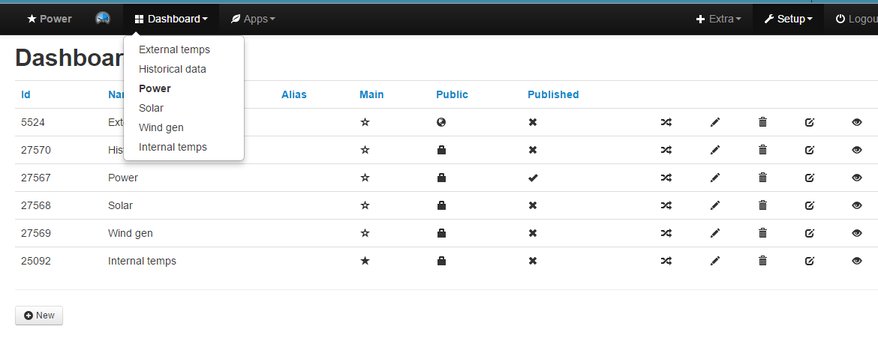 Power Dashboard Apps Extra Setup Logou
Dashboar
External temps
Historical data
Power
Solar
Wind gen
Internal temps
Id Nar Alias Main Public Published
5524 Exte
27570 His
27567 Power
27568 Solar
27569 Wind gen
25092 Internal temps
New